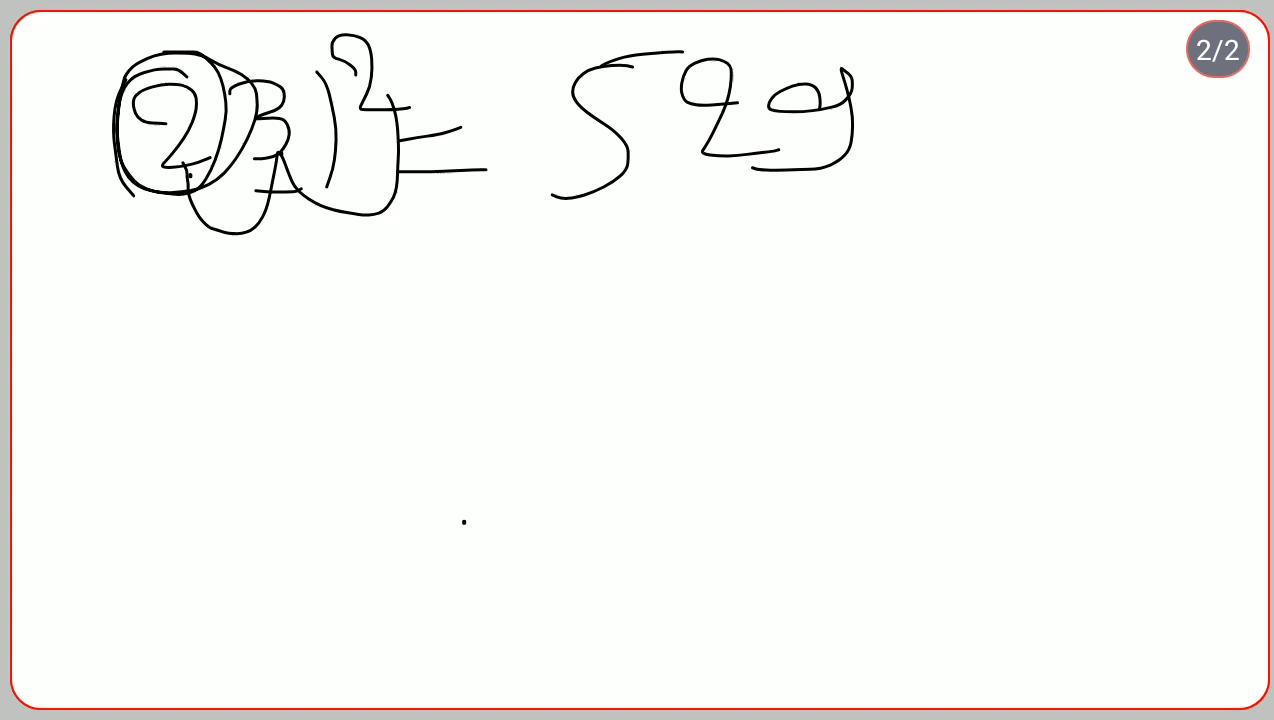 (23)² = 529
2/2